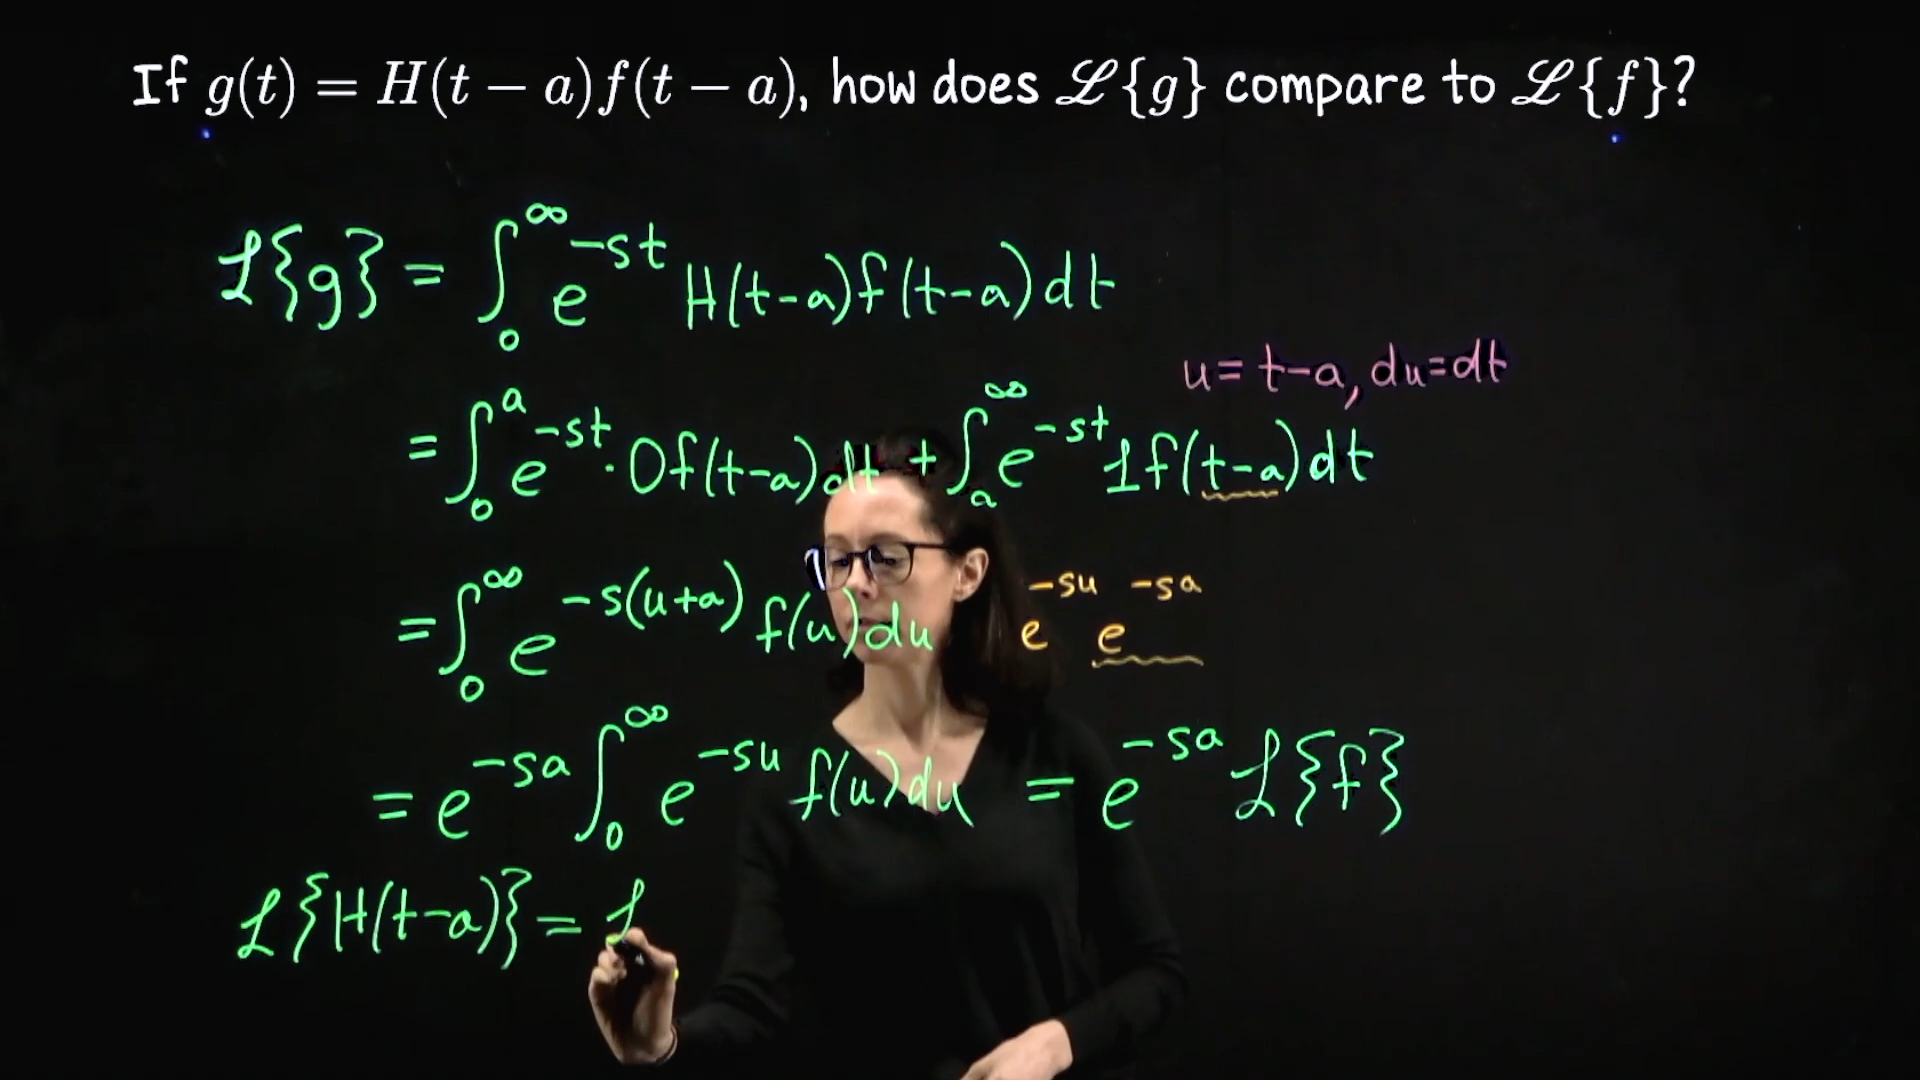 If g(t) = H(t − a)f(t − a), how does ℒ{g} compare to ℒ{f}?
ℒ{g} = ∫₀^∞ e^{-st} H(t-a)f(t-a)dt
u = t-a, du=dt
= ∫₀^a e^{-st} · 0f(t-a)dt + ∫ₐ^∞ e^{-st} 1f(t-a)dt
= ∫₀^∞ e^{-s(u+a)} f(u)du e^{-su} e^{-sa}
= e^{-sa} ∫₀^∞ e^{-su} f(u)du = e^{-sa} ℒ{f}
ℒ{H(t-a)} = ℒ